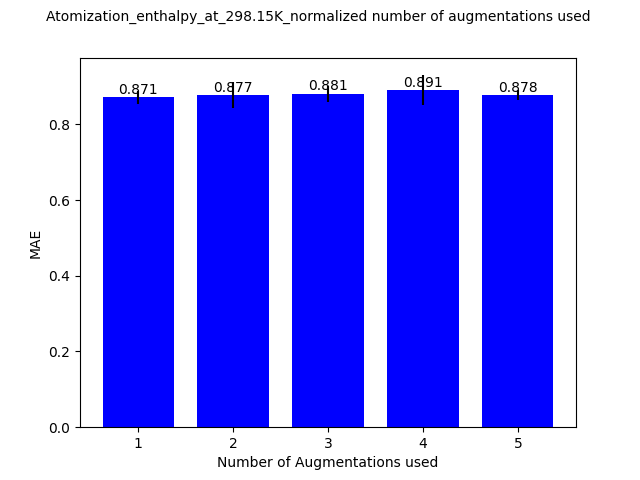 Atomization_enthalpy_at_298.15K_normalized number of augmentations used
0.871 0.877 0.881 0.891 0.878
0.8
0.6
0.4
0.2
0.0
MAE
1 2 3 4 5
Number of Augmentations used